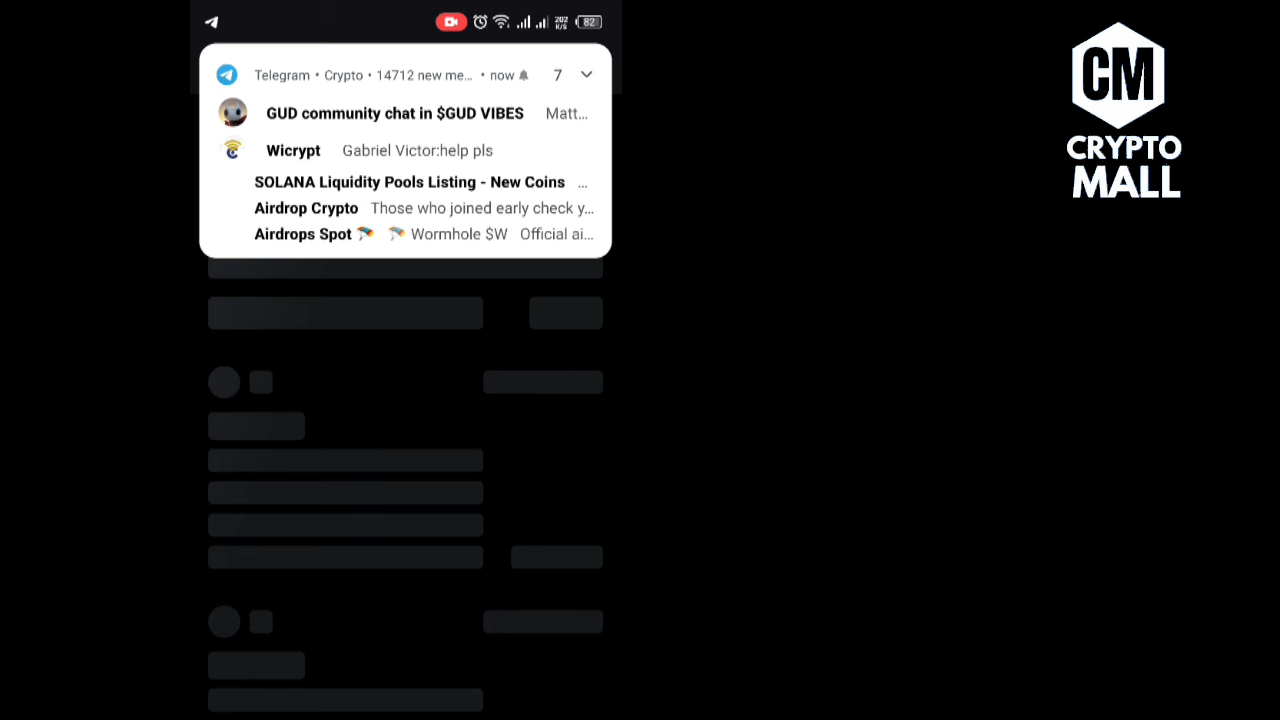 202
K/S
82
Telegram • Crypto • 14712 new me... • now 7
GUD community chat in $GUD VIBES Matt...
Wicrypt Gabriel Victor:help pls
SOLANA Liquidity Pools Listing - New Coins ...
Airdrop Crypto Those who joined early check y...
Airdrops Spot 🪂 🪂 Wormhole $W Official ai...
CM
CRYPTO
MALL